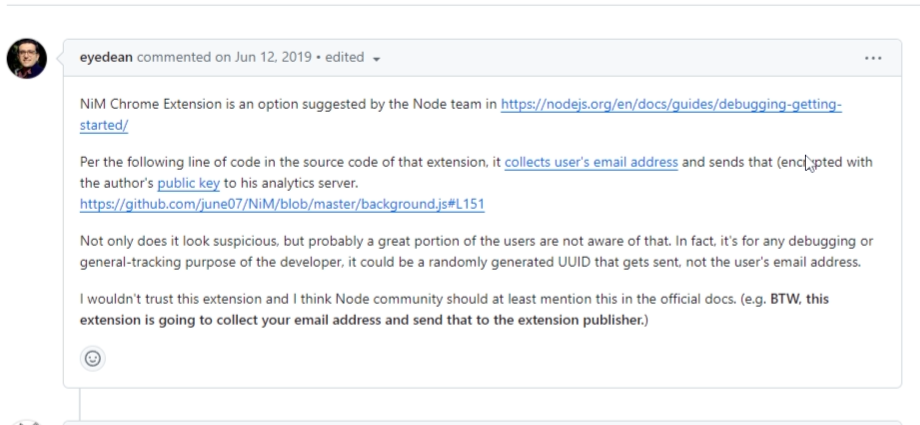 eyedean commented on Jun 12, 2019 • edited
NiM Chrome Extension is an option suggested by the Node team in https://nodejs.org/en/docs/guides/debugging-getting-
started/
Per the following line of code in the source code of that extension, it collects user's email address and sends that (encrypted with
the author's public key to his analytics server.
https://github.com/june07/NiM/blob/master/background.js#L151
Not only does it look suspicious, but probably a great portion of the users are not aware of that. In fact, it's for any debugging or
general-tracking purpose of the developer, it could be a randomly generated UUID that gets sent, not the user's email address.
I wouldn't trust this extension and I think Node community should at least mention this in the official docs. (e.g. BTW, this
extension is going to collect your email address and send that to the extension publisher.)